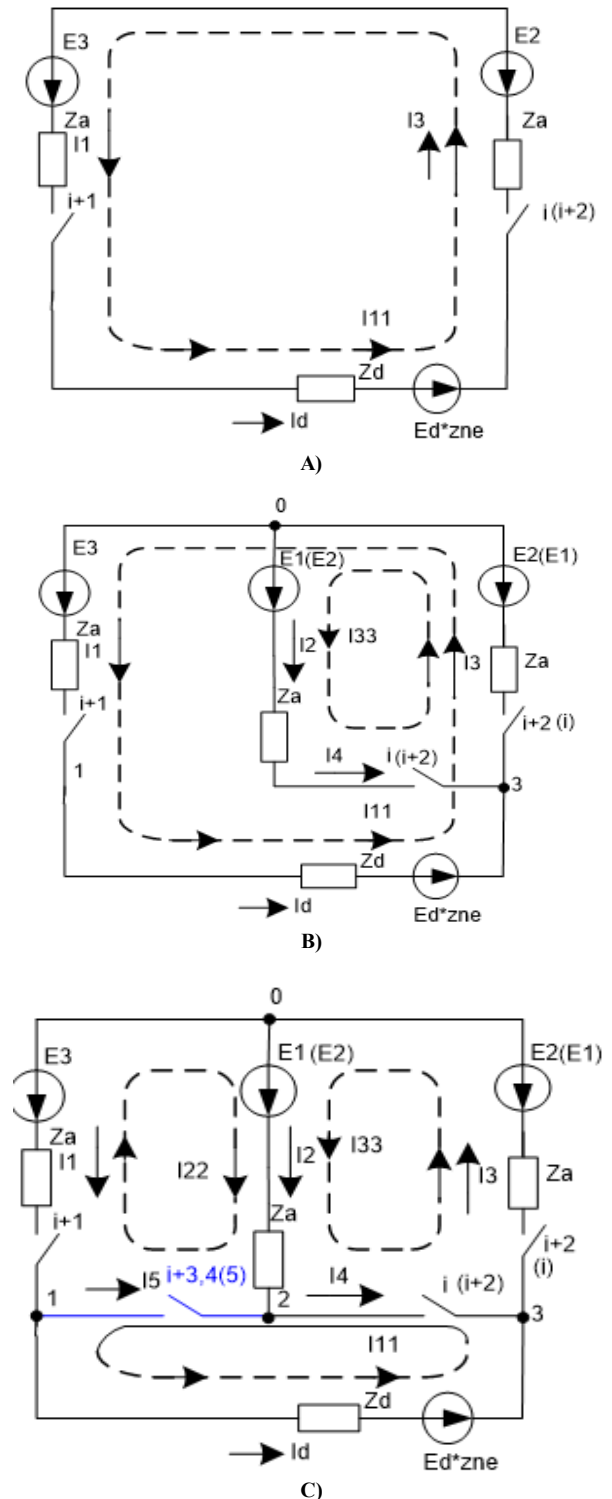 E3
E2
Za
I1
I3
Za
i+1
i (i+2)
I11
Zd
Id
Ed*zne
A)
0
E3
E1(E2)
E2(E1)
Za
I1
I2
I33
I3
Za
Za
i+1
i+2 (i)
1
I4
i (i+2)
3
I11
Zd
Id
Ed*zne
B)
0
E3
E1 (E2)
E2(E1)
Za
I1
I22
I2
I33
I3
Za
Za
i+1
i+2
(i)
I5
i+3,4(5)
I4
i (i+2)
1
2
3
I11
Zd
Id
Ed*zne
C)